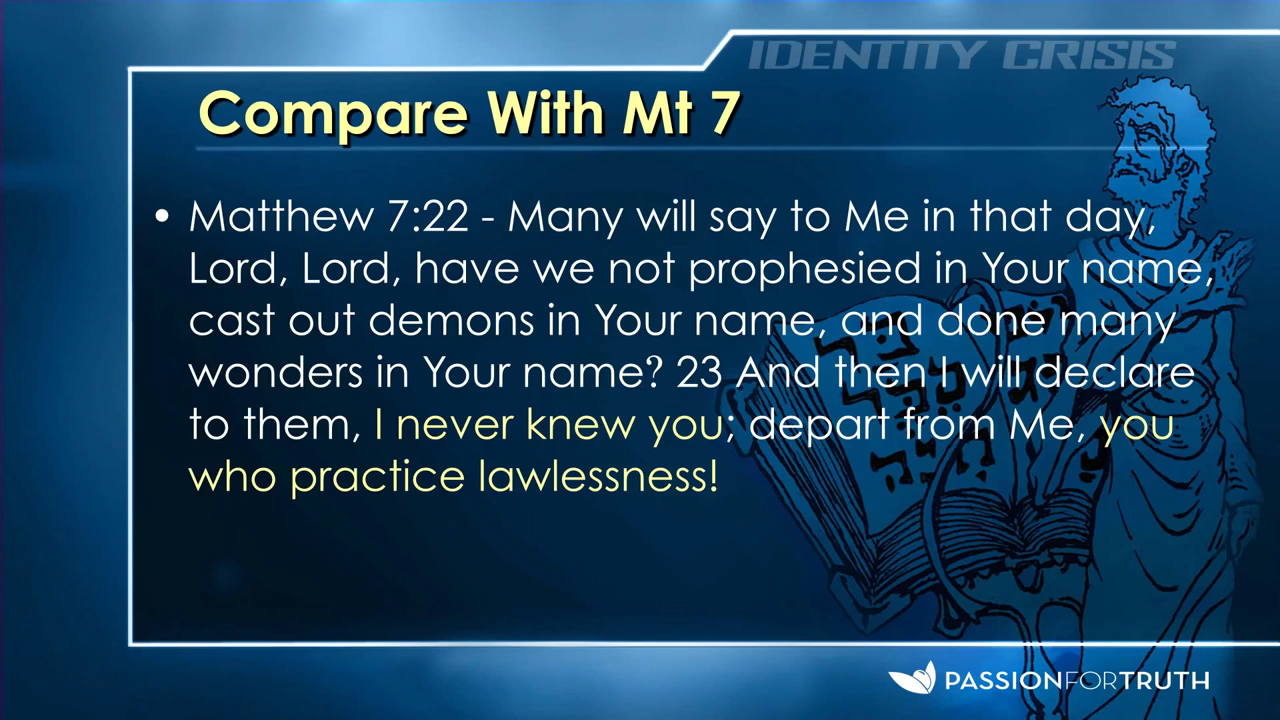 IDENTITY CRISIS
Compare With Mt 7
• Matthew 7:22 - Many will say to Me in that day,
Lord, Lord, have we not prophesied in Your name,
cast out demons in Your name, and done many
wonders in Your name? 23 And then I will declare
to them, I never knew you; depart from Me, you
who practice lawlessness!
PASSIONFORTRUTH